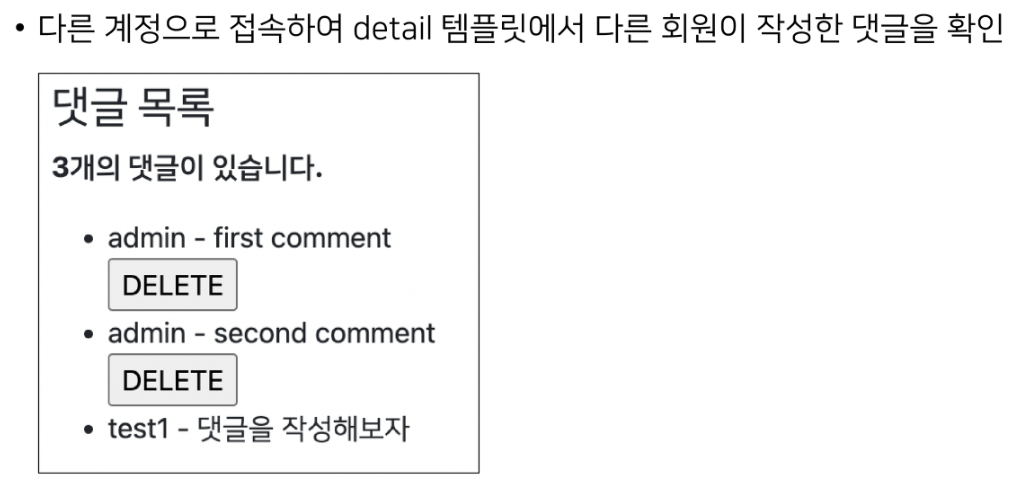 • 다른 계정으로 접속하여 detail 템플릿에서 다른 회원이 작성한 댓글을 확인
댓글 목록
3개의 댓글이 있습니다.
• admin - first comment
DELETE
• admin - second comment
DELETE
• test1 - 댓글을 작성해보자